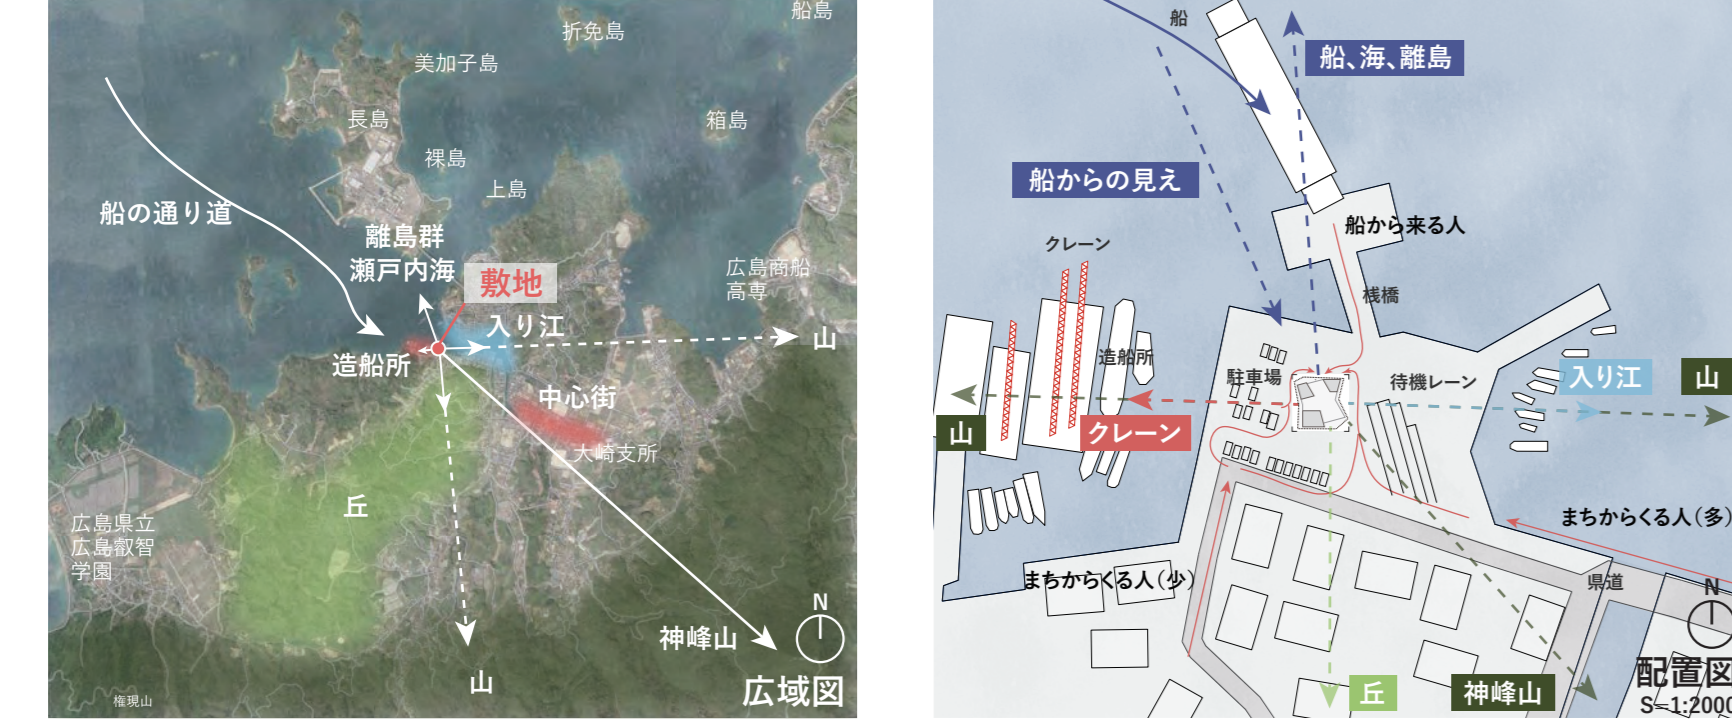 船島
折免島
美加子島
長島
箱島
裸島
上島
船の通り道
離島群
瀬戸内海
敷地
広島商船
高専
入り江
山
造船所
中心街
大崎支所
丘
広島県立
広島叡智
学園
神峰山
山
権現山
N
広域図
船
船、海、離島
船からの見え
船から来る人
クレーン
桟橋
造船所
駐車場
待機レーン
入り江
山
山
クレーン
まちからくる人（多）
まちからくる人（少）
県道
N
丘
神峰山
配置図
S=1:2000